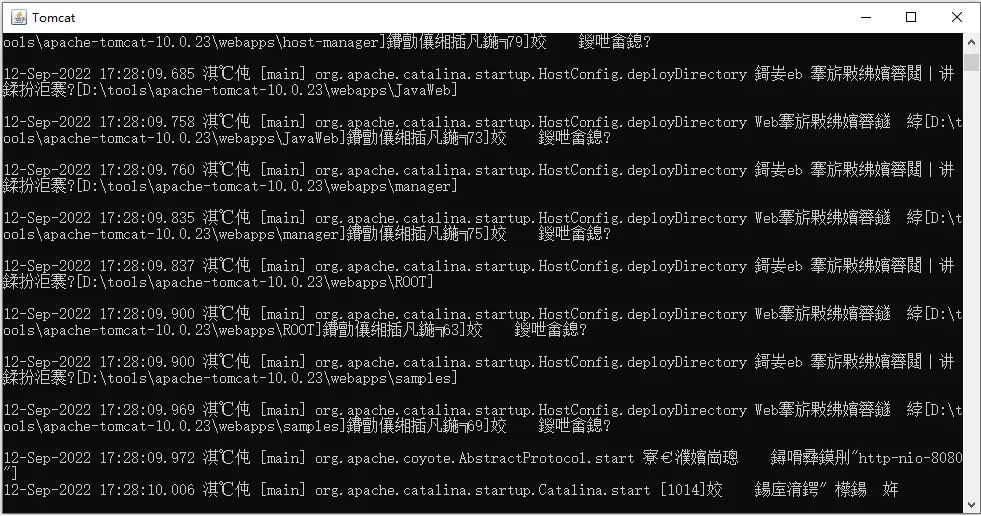 Tomcat
ools\apache-tomcat-10.0.23\webapps\host-manager]鐨勯儴缃插凡鍦╗79]姣 鍐呭畬鎴?
12-Sep-2022 17:28:09.685 淇℃伅 [main] org.apache.catalina.startup.HostConfig.deployDirectory 鎶妛eb 搴旂敤绋嬪簭閮ㄧ讲
鍒扮洰褰?[D:\tools\apache-tomcat-10.0.23\webapps\JavaWeb]
12-Sep-2022 17:28:09.758 淇℃伅 [main] org.apache.catalina.startup.HostConfig.deployDirectory Web搴旂敤绋嬪簭鐩 綍[D:\t
ools\apache-tomcat-10.0.23\webapps\JavaWeb]鐨勯儴缃插凡鍦╗73]姣 鍐呭畬鎴?
12-Sep-2022 17:28:09.760 淇℃伅 [main] org.apache.catalina.startup.HostConfig.deployDirectory 鎶妛eb 搴旂敤绋嬪簭閮ㄧ讲
鍒扮洰褰?[D:\tools\apache-tomcat-10.0.23\webapps\manager]
12-Sep-2022 17:28:09.835 淇℃伅 [main] org.apache.catalina.startup.HostConfig.deployDirectory Web搴旂敤绋嬪簭鐩 綍[D:\t
ools\apache-tomcat-10.0.23\webapps\manager]鐨勯儴缃插凡鍦╗75]姣 鍐呭畬鎴?
12-Sep-2022 17:28:09.837 淇℃伅 [main] org.apache.catalina.startup.HostConfig.deployDirectory 鎶妛eb 搴旂敤绋嬪簭閮ㄧ讲
鍒扮洰褰?[D:\tools\apache-tomcat-10.0.23\webapps\ROOT]
12-Sep-2022 17:28:09.900 淇℃伅 [main] org.apache.catalina.startup.HostConfig.deployDirectory Web搴旂敤绋嬪簭鐩 綍[D:\t
ools\apache-tomcat-10.0.23\webapps\ROOT]鐨勯儴缃插凡鍦╗63]姣 鍐呭畬鎴?
12-Sep-2022 17:28:09.900 淇℃伅 [main] org.apache.catalina.startup.HostConfig.deployDirectory 鎶妛eb 搴旂敤绋嬪簭閮ㄧ讲
鍒扮洰褰?[D:\tools\apache-tomcat-10.0.23\webapps\samples]
12-Sep-2022 17:28:09.969 淇℃伅 [main] org.apache.catalina.startup.HostConfig.deployDirectory Web搴旂敤绋嬪簭鐩 綍[D:\t
ools\apache-tomcat-10.0.23\webapps\samples]鐨勯儴缃插凡鍦╗69]姣 鍐呭畬鎴?
12-Sep-2022 17:28:09.972 淇℃伅 [main] org.apache.coyote.AbstractProtocol.start 寮€濮嬪崗璁 鐞嗗彞鏌刐"http-nio-8080
"]
12-Sep-2022 17:28:10.006 淇℃伅 [main] org.apache.catalina.startup.Catalina.start [1014]姣